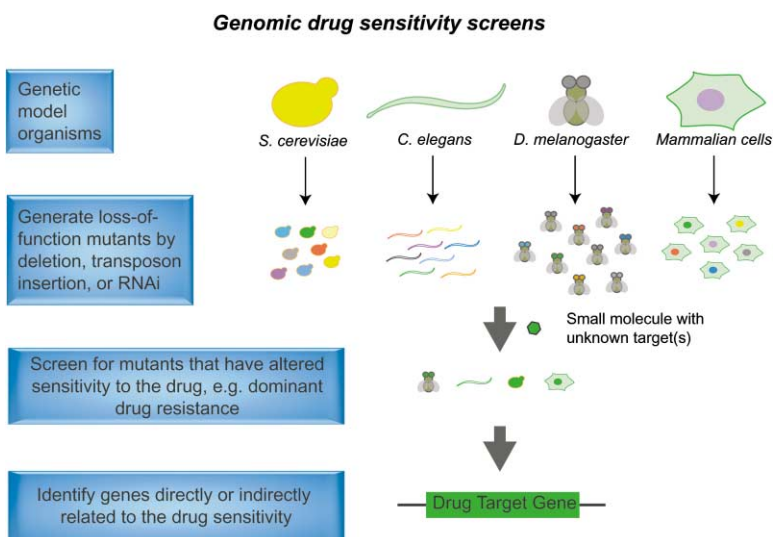 Genomic drug sensitivity screens
Genetic
model
organisms
S. cerevisiae
C. elegans
D. melanogaster
Mammalian cells
Generate loss-of-
function mutants by
deletion, transposon
insertion, or RNAi
Small molecule with
unknown target(s)
Screen for mutants that have altered
sensitivity to the drug, e.g. dominant
drug resistance
Identify genes directly or indirectly
related to the drug sensitivity
Drug Target Gene